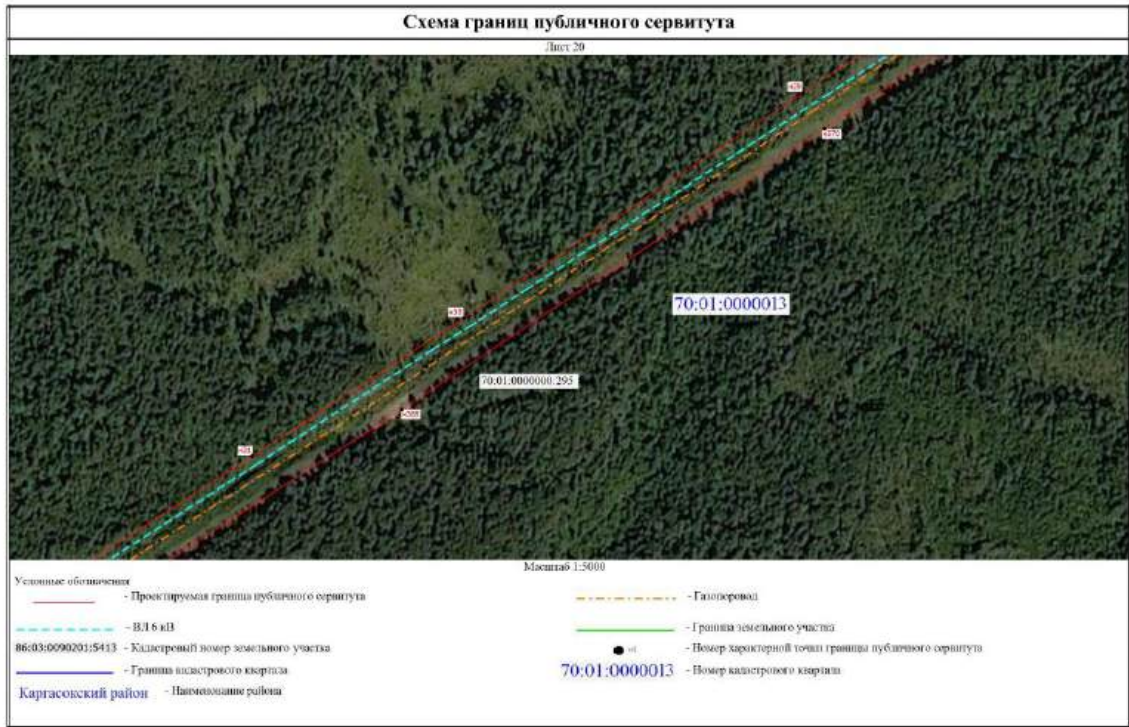 Схема границ публичного сервитута
Лист 20
70:01:0000013
70:01:0000000:295
Масштаб 1:5000
Условные обозначения
- Проектируемая граница публичного сервитута
- Газопровод
- ВЛ 6 кВ
- Граница земельного участка
86:03:0090201:5413 - Кадастровый номер земельного участка
- Номер характерной точки границы публичного сервитута
- Граница кадастрового квартала
70:01:0000013 - Номер кадастрового квартала
Каргасокский район - Наименование района